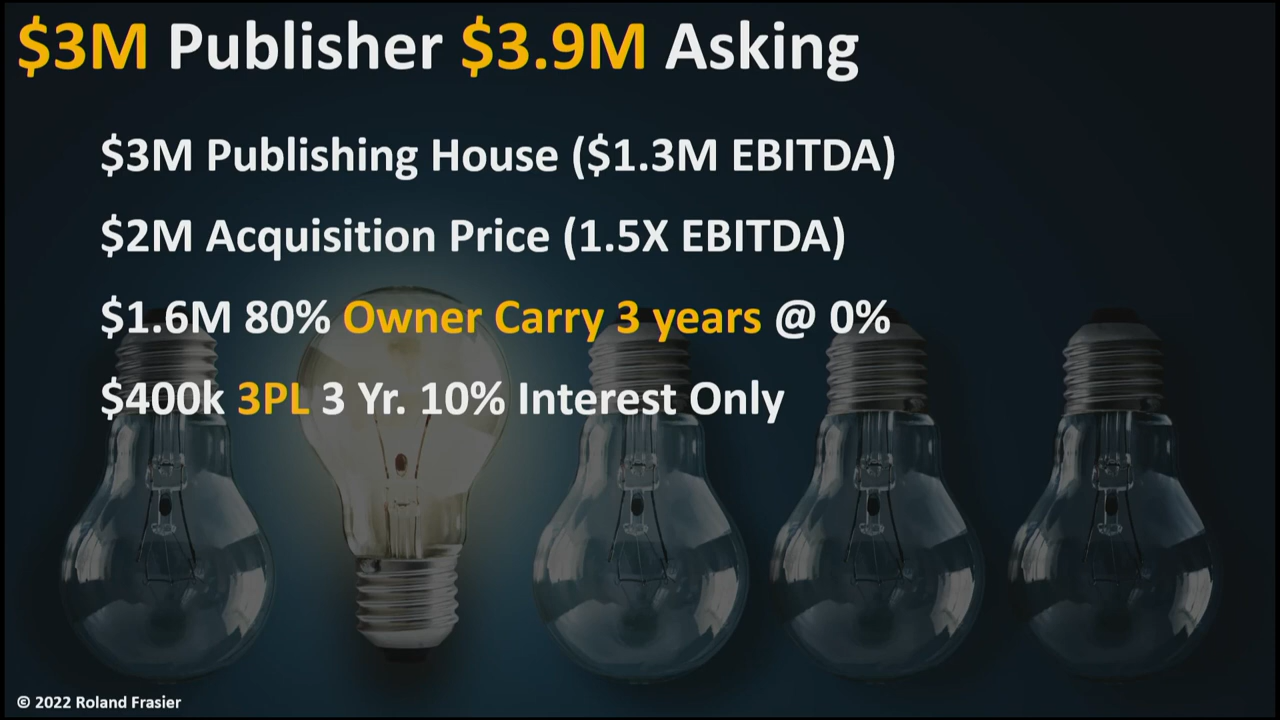 $3M Publisher $3.9M Asking
$3M Publishing House ($1.3M EBITDA)
$2M Acquisition Price (1.5X EBITDA)
$1.6M 80% Owner Carry 3 years @ 0%
$400k 3PL 3 Yr. 10% Interest Only
© 2022 Roland Frasier